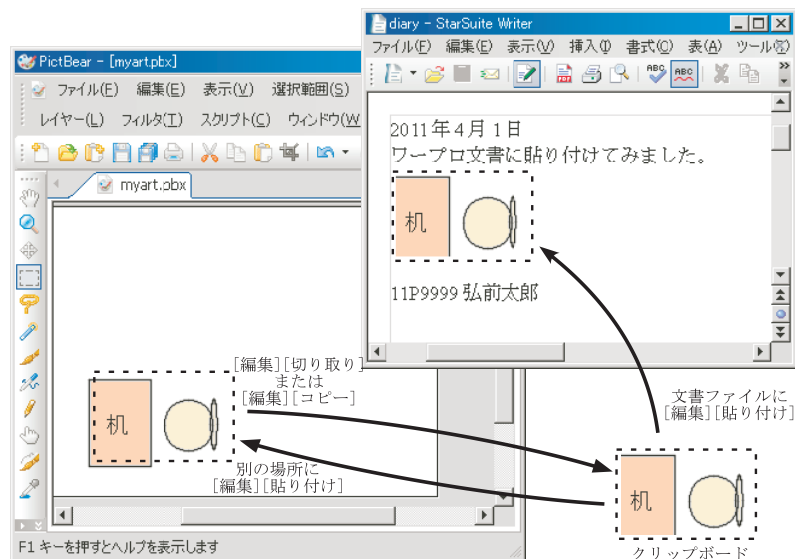 diary - StarSuite Writer
ファイル(F) 編集(E) 表示(V) 挿入(I) 書式(O) 表(A) ツール(T)
ABC ABC
2011年4月1日
ワープロ文書に貼り付けてみました。
机
11P9999 弘前太郎
PictBear - [myart.pbx]
ファイル(F) 編集(E) 表示(V) 選択範囲(S)
レイヤー(L) フィルタ(T) スクリプト(C) ウィンドウ(W
myart.pbx
[編集][切り取り]
または
[編集][コピー]
机
別の場所に
[編集][貼り付け]
F1 キーを押すとヘルプを表示します
文書ファイルに
[編集][貼り付け]
机
クリップボード